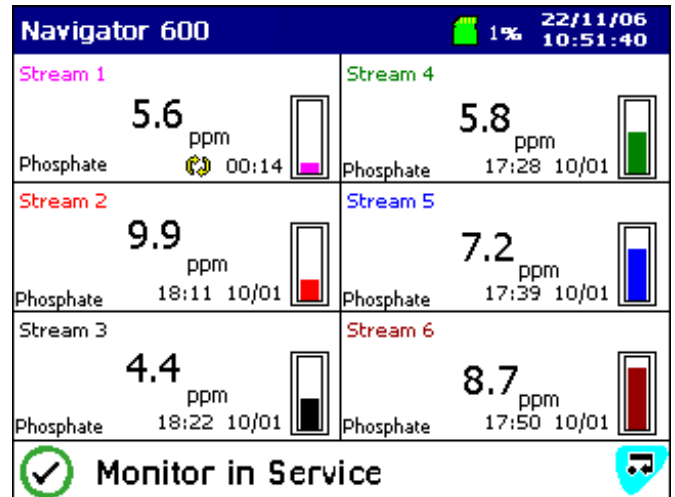 Navigator 600
1% 22/11/06
10:51:40
Stream 1
5.6 ppm
Phosphate 00:14
Stream 4
5.8 ppm
Phosphate 17:28 10/01
Stream 2
9.9 ppm
Phosphate 18:11 10/01
Stream 5
7.2 ppm
Phosphate 17:39 10/01
Stream 3
4.4 ppm
Phosphate 18:22 10/01
Stream 6
8.7 ppm
Phosphate 17:50 10/01
Monitor in Service